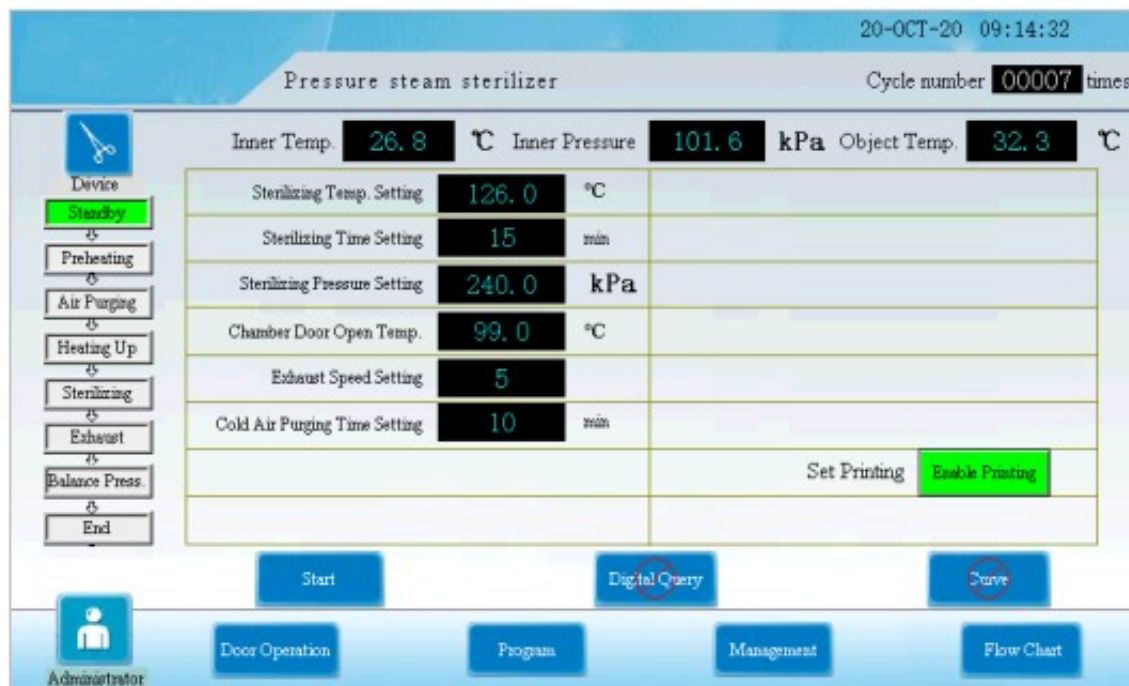 20-OCT-20 09:14:32
Pressure steam sterilizer
Cycle number 00007 times
Inner Temp. 26.8 ℃ Inner Pressure 101.6 kPa Object Temp. 32.3 ℃
Device
Standby
Preheating
Air Purging
Heating Up
Sterilizing
Exhaust
Balance Press.
End
Sterilizing Temp. Setting 126.0 °C
Sterilizing Time Setting 15 min
Sterilizing Pressure Setting 240.0 kPa
Chamber Door Open Temp. 99.0 °C
Exhaust Speed Setting 5
Cold Air Purging Time Setting 10 min
Set Printing Enable Printing
Start Digital Query Curve
Administrator
Door Operation Program Management Flow Chart